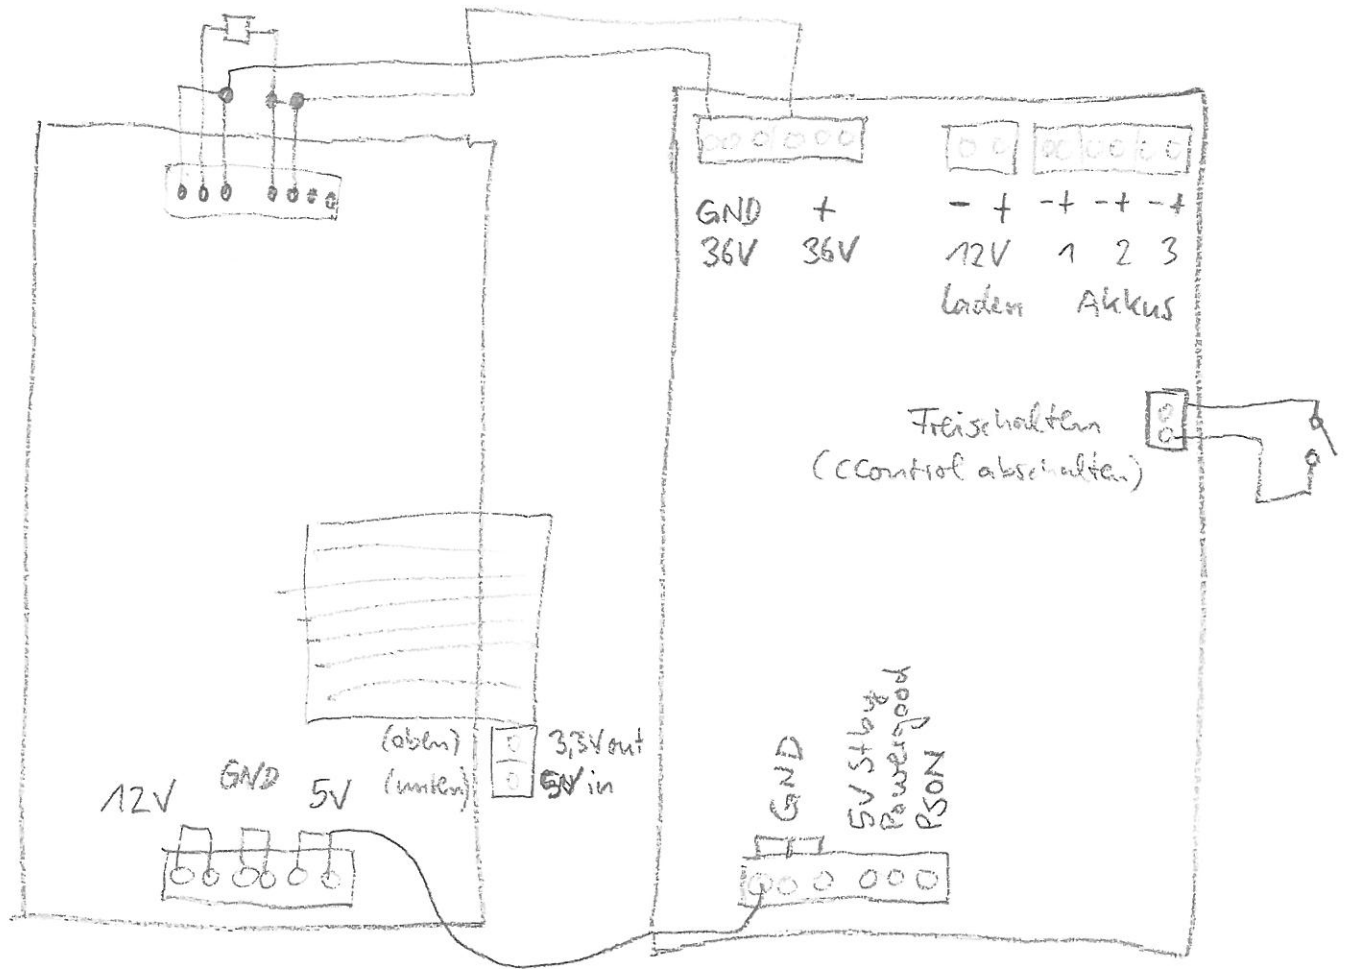 GND +
36V 36V
- + -+ -+ -+
12V 1 2 3
laden Akkus
Freischalten
(CControl abschalten)
(oben) 3,3V out
(unten) 5V in
12V GND 5V
GND
5V Stby
Powergood
PSON